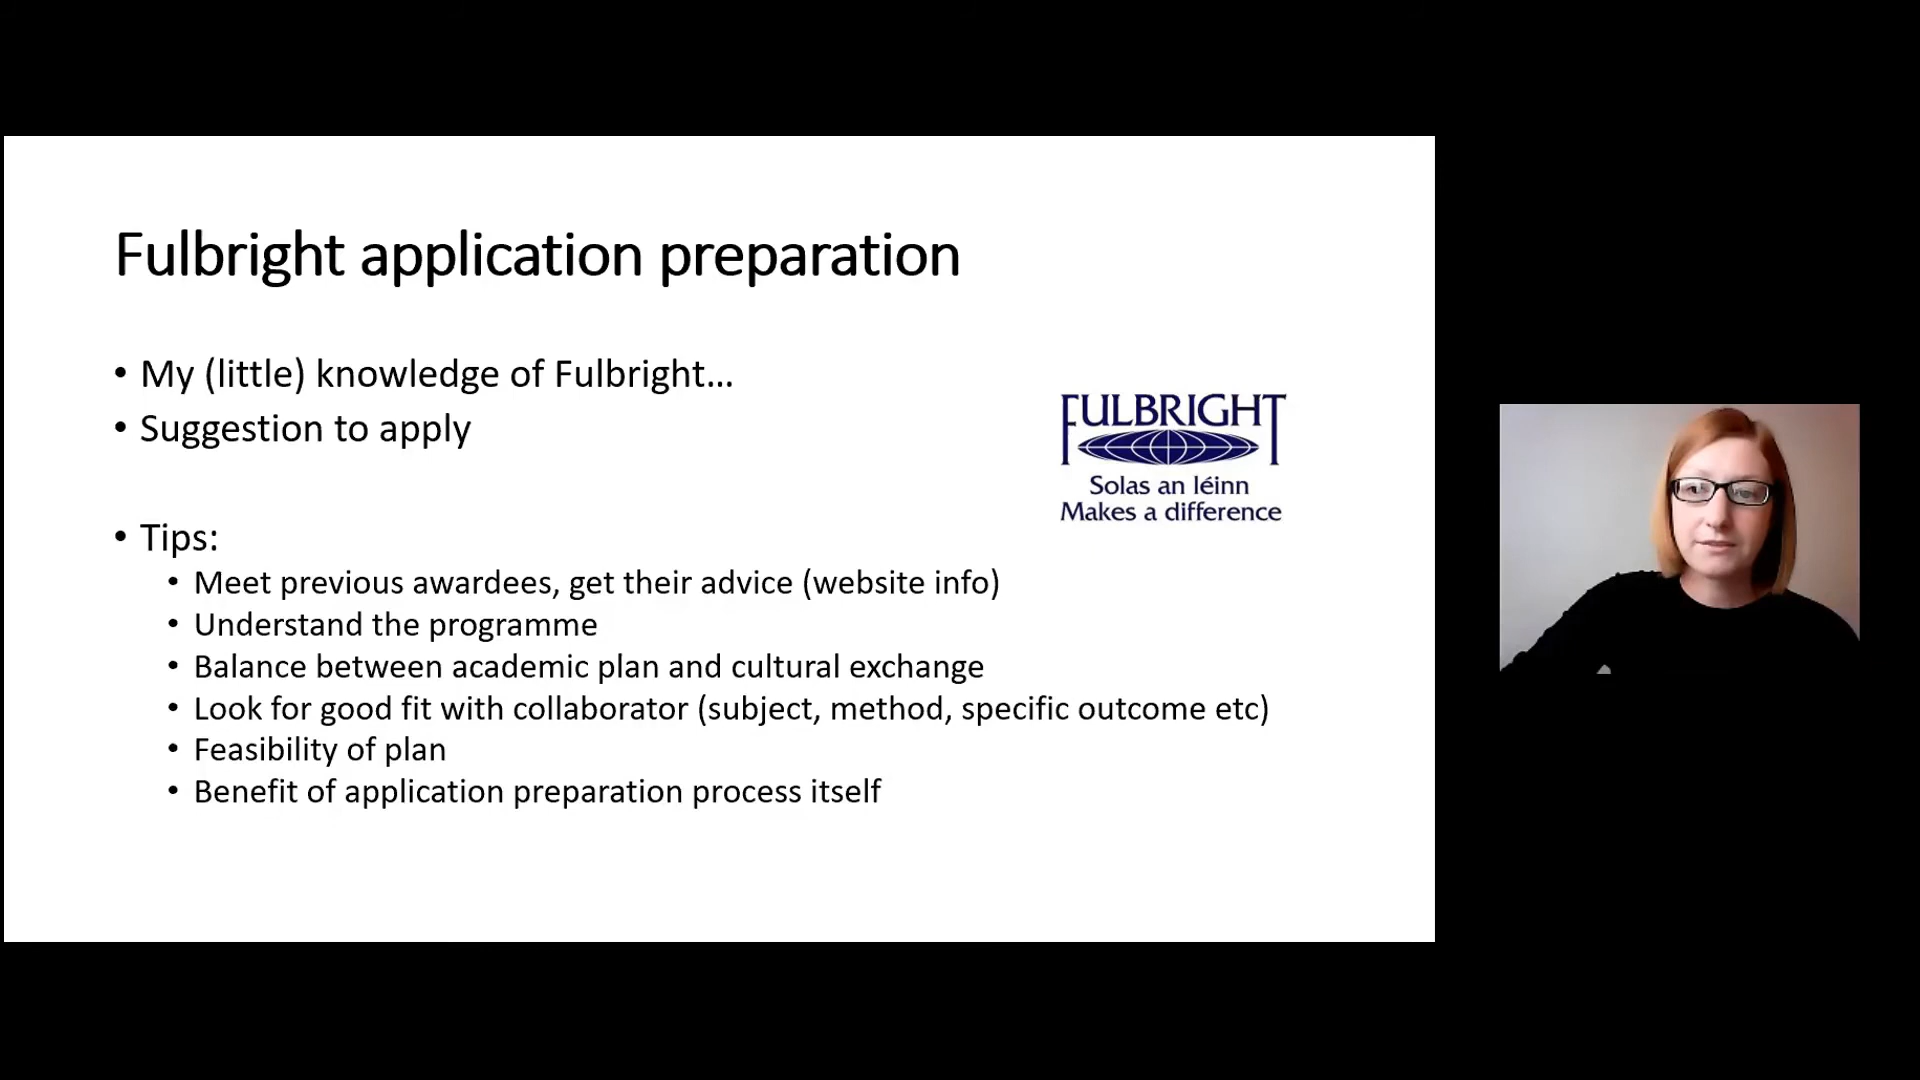 Fulbright application preparation
• My (little) knowledge of Fulbright...
• Suggestion to apply
FULBRIGHT
Solas an léinn
Makes a difference
• Tips:
• Meet previous awardees, get their advice (website info)
• Understand the programme
• Balance between academic plan and cultural exchange
• Look for good fit with collaborator (subject, method, specific outcome etc)
• Feasibility of plan
• Benefit of application preparation process itself